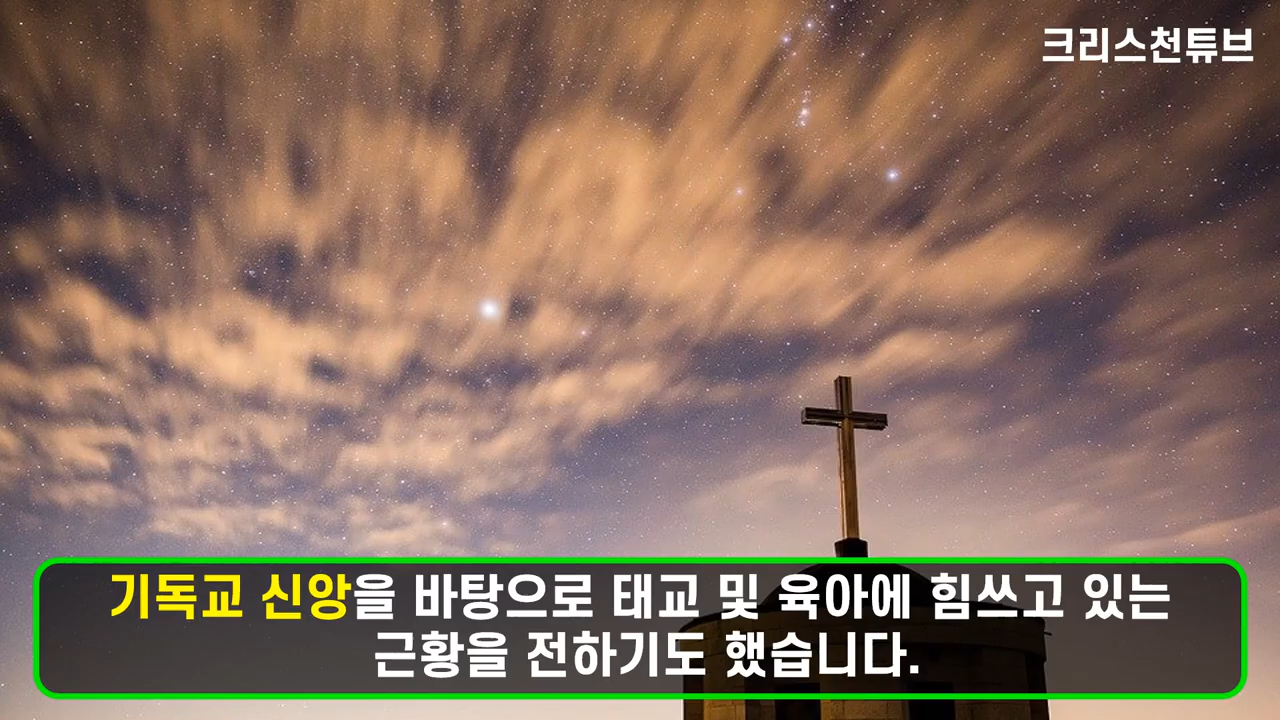 크리스천튜브
기독교 신앙을 바탕으로 태교 및 육아에 힘쓰고 있는
근황을 전하기도 했습니다.